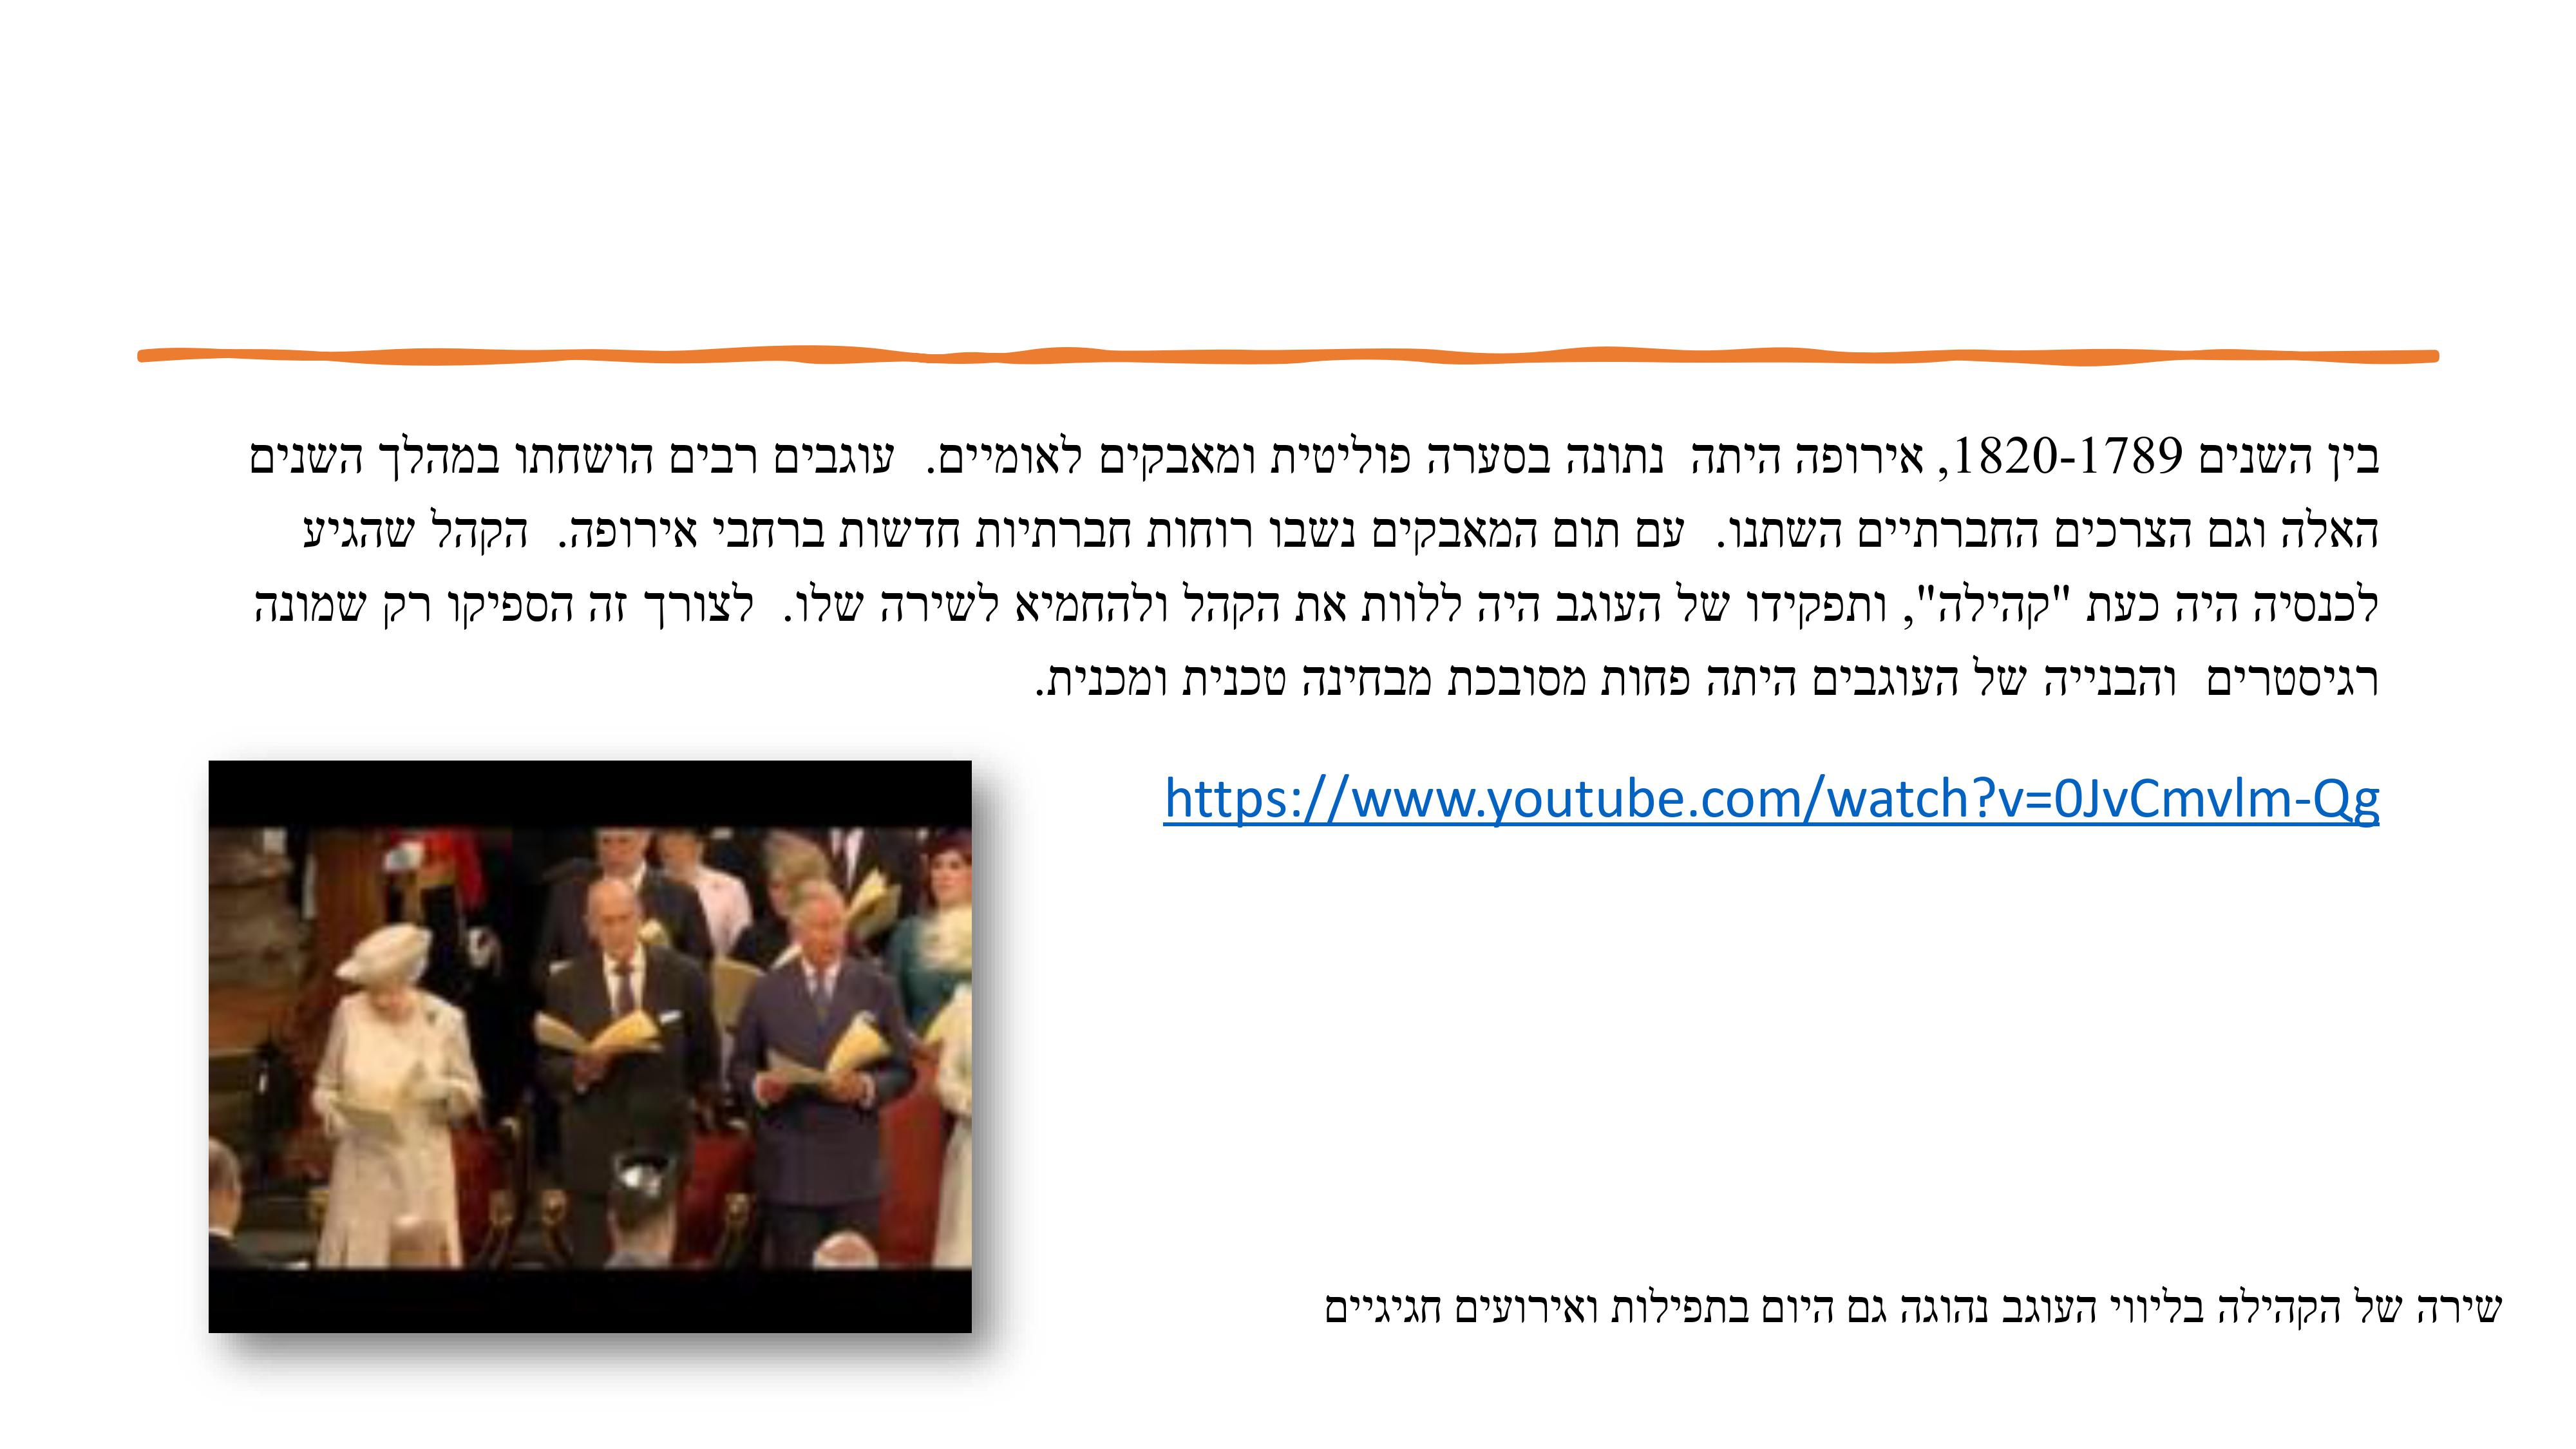 בין השנים 1820-1789, אירופה היתה  נתונה בסערה פוליטית ומאבקים לאומיים.  עוגבים רבים הושחתו במהלך השנים
האלה וגם הצרכים החברתיים השתנו.  עם תום המאבקים נשבו רוחות חברתיות חדשות ברחבי אירופה.  הקהל שהגיע
לכנסיה היה כעת "קהילה", ותפקידו של העוגב היה ללוות את הקהל ולהחמיא לשירה שלו.  לצורך זה הספיקו רק שמונה
רגיסטרים  והבנייה של העוגבים היתה פחות מסובכת מבחינה טכנית ומכנית.
https://www.youtube.com/watch?v=0JvCmvlm-Qg
שירה של הקהילה בליווי העוגב נהוגה גם היום בתפילות ואירועים חגיגיים